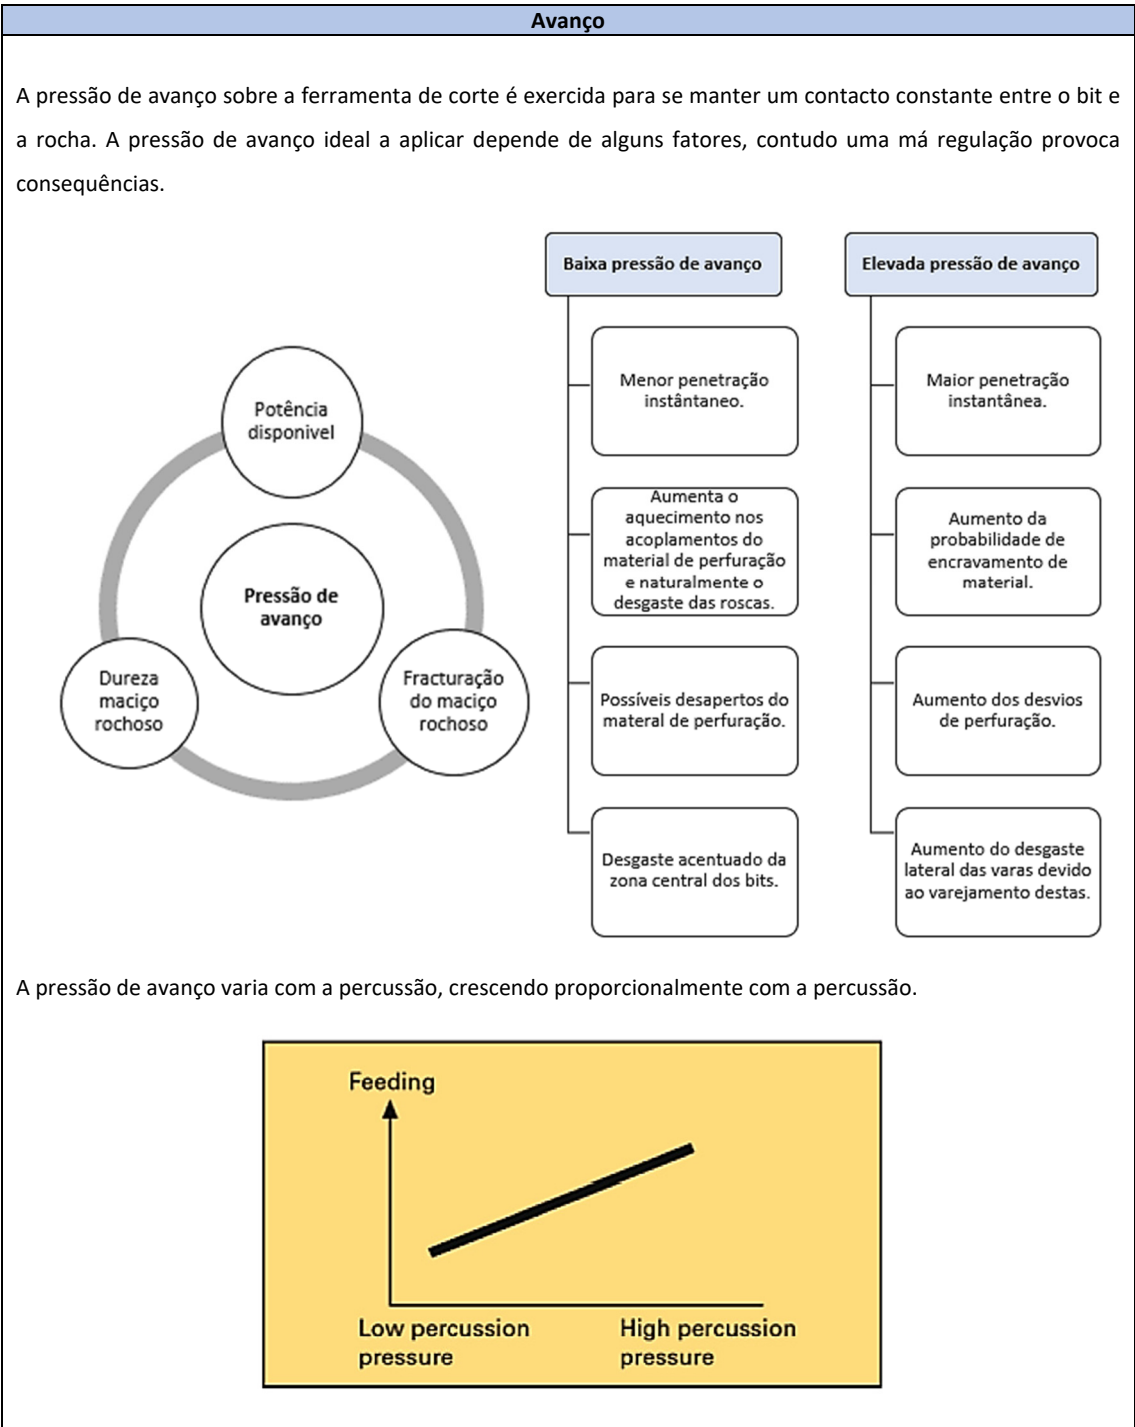 Avanço
A pressão de avanço sobre a ferramenta de corte é exercida para se manter um contacto constante entre o bit e
a rocha. A pressão de avanço ideal a aplicar depende de alguns fatores, contudo uma má regulação provoca
consequências.
Potência
disponivel
Pressão de
avanço
Dureza
maciço
rochoso
Fracturação
do maciço
rochoso
Baixa pressão de avanço
Menor penetração
instântaneo.
Aumenta o
aquecimento nos
acoplamentos do
material de perfuração
e naturalmente o
desgaste das roscas.
Possíveis desapertos do
materal de perfuração.
Desgaste acentuado da
zona central dos bits.
Elevada pressão de avanço
Maior penetração
instantânea.
Aumento da
probabilidade de
encravamento de
material.
Aumento dos desvios
de perfuração.
Aumento do desgaste
lateral das varas devido
ao varejamento destas.
A pressão de avanço varia com a percussão, crescendo proporcionalmente com a percussão.
Feeding
Low percussion
pressure
High percussion
pressure